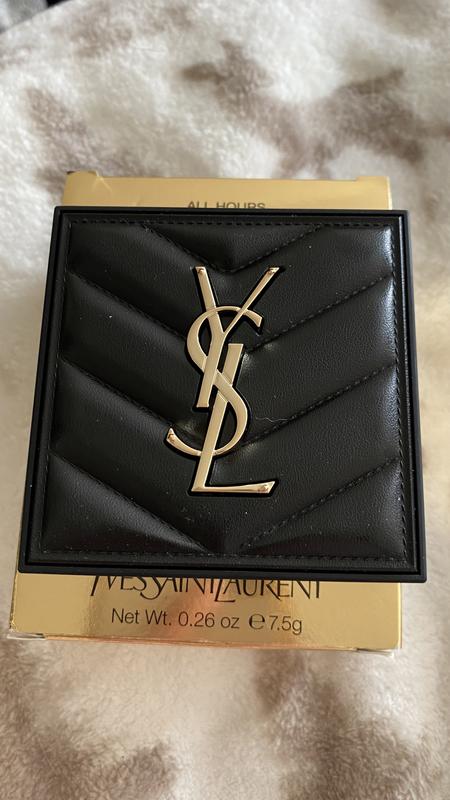 ALL HOURS
YSL
YVESSAINTLAURENT
Net Wt. 0.26 oz ℮ 7.5g